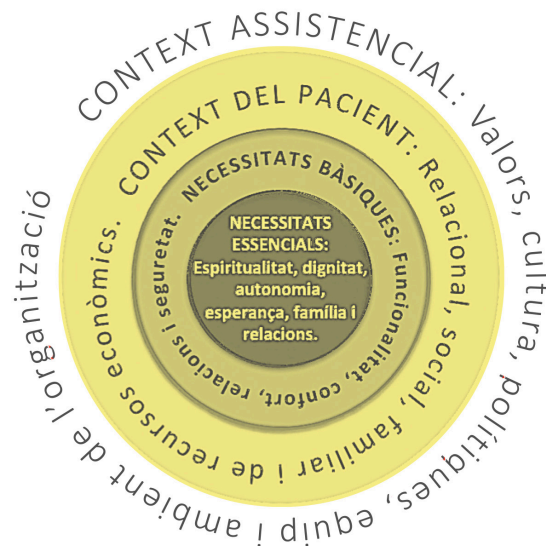 CONTEXT ASSISTENCIAL: Valors, cultura, polítiques, equip i ambient de l'organització
CONTEXT DEL PACIENT: Relacional, social, familiar i de recursos econòmics.
NECESSITATS BÀSIQUES: Funcionalitat, confort, relacions i seguretat.
NECESSITATS
ESSENCIALS:
Espiritualitat, dignitat,
autonomia,
esperança, família i
relacions.